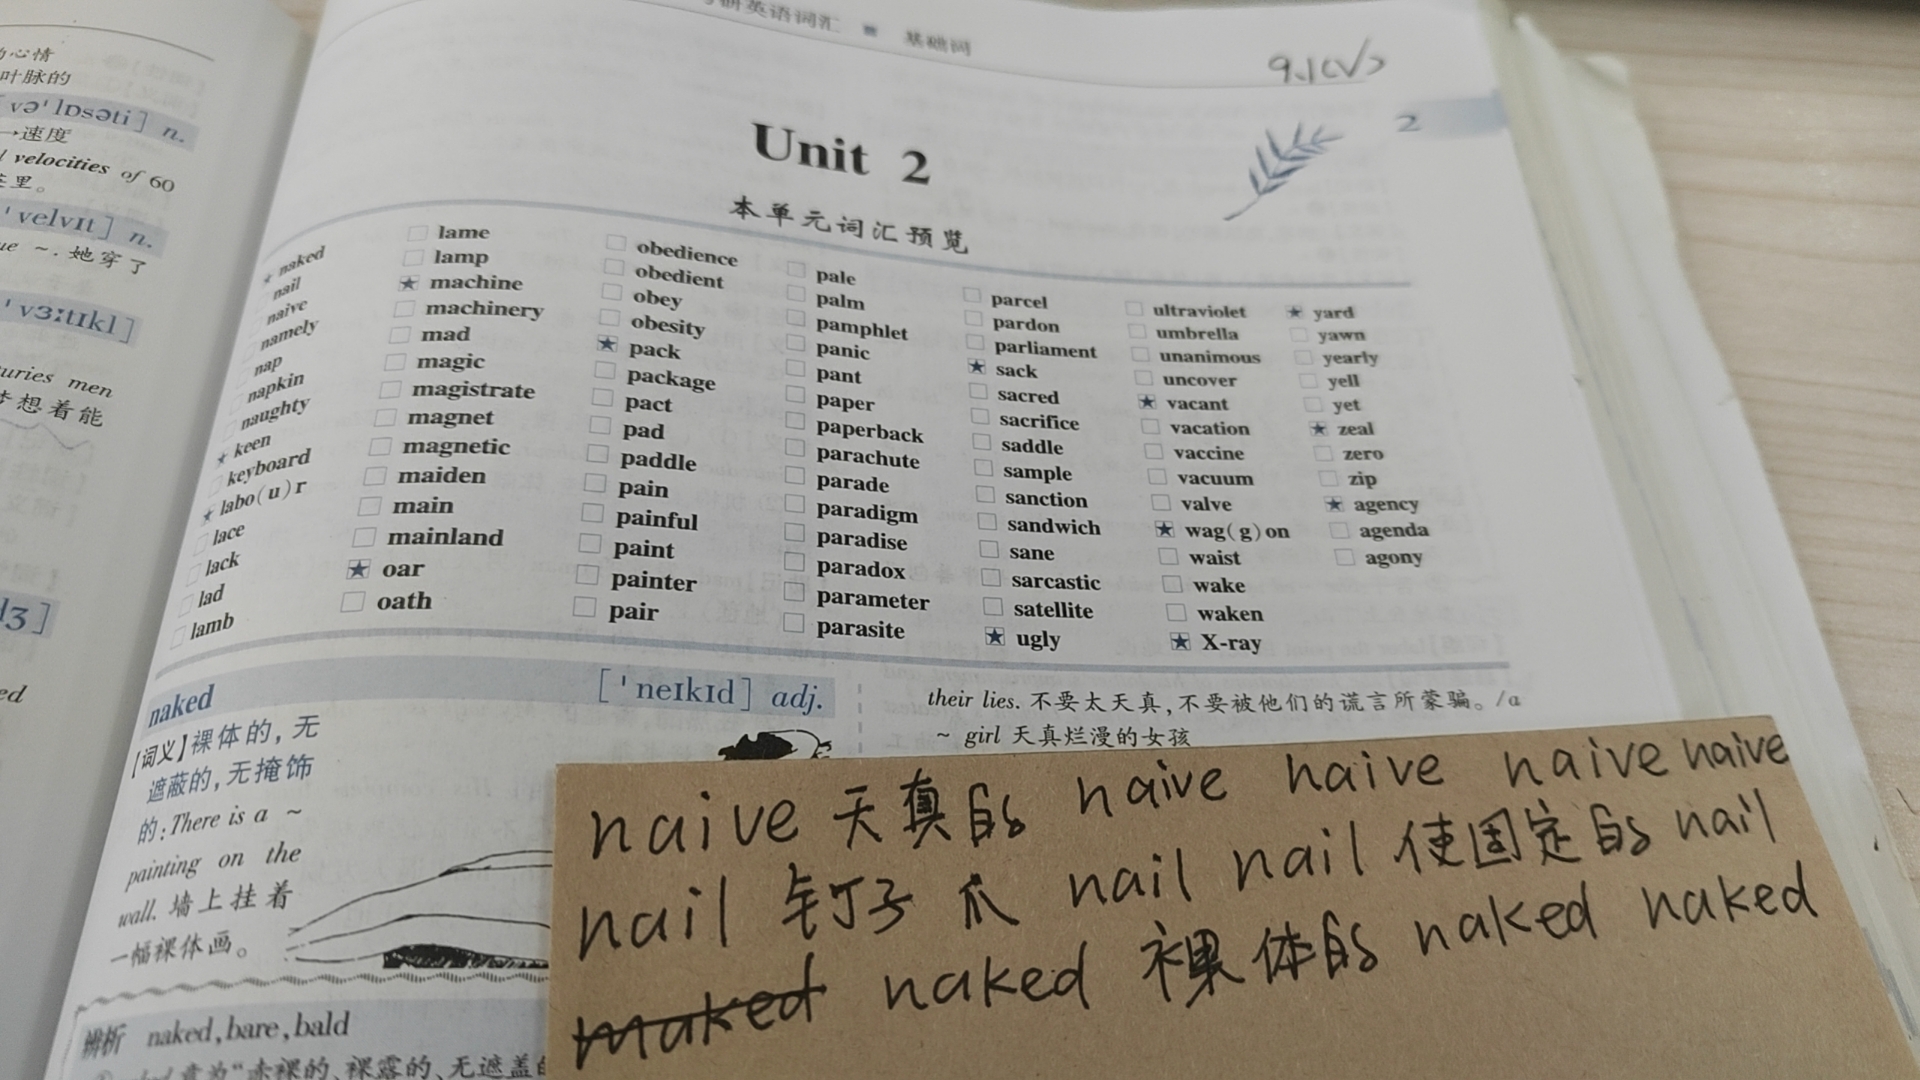 的心情
叶脉的
və'lɒsəti] n.
→速度
velocities of 60
'velvɪt] n.
~. 她穿了
'vɜːtɪkl]
uries men
想着能
考研英语词汇 ■ 基础词
9.1(√)
2
Unit 2
本单元词汇预览
★ naked
nail
naive
namely
nap
napkin
naughty
★ keen
keyboard
★ labo(u)r
lace
lack
lad
lamb
lame
lamp
★ machine
machinery
mad
magic
magistrate
magnet
magnetic
maiden
main
mainland
★ oar
oath
obedience
obedient
obey
obesity
★ pack
package
pact
pad
paddle
pain
painful
paint
painter
pair
pale
palm
pamphlet
panic
pant
paper
paperback
parachute
parade
paradigm
paradise
paradox
parameter
parasite
parcel
pardon
parliament
★ sack
sacred
sacrifice
saddle
sample
sanction
sandwich
sane
sarcastic
satellite
★ ugly
ultraviolet
umbrella
unanimous
uncover
★ vacant
vacation
vaccine
vacuum
valve
★ wag(g)on
waist
wake
waken
★ X-ray
★ yard
yawn
yearly
yell
yet
★ zeal
zero
zip
★ agency
agenda
agony
naked ['neɪkɪd] adj.
【词义】裸体的, 无
遮蔽的, 无掩饰
的: There is a ~
painting on the
wall. 墙上挂着
一幅裸体画。
辨析 naked, bare, bald
意为“赤裸的、裸露的、无遮盖的
their lies. 不要太天真, 不要被他们的谎言所蒙骗。/a
~ girl 天真烂漫的女孩
naive 天真的 naive naive naive naive
nail 钉子 爪 nail nail 使固定的 nail
naked 裸体的 naked naked